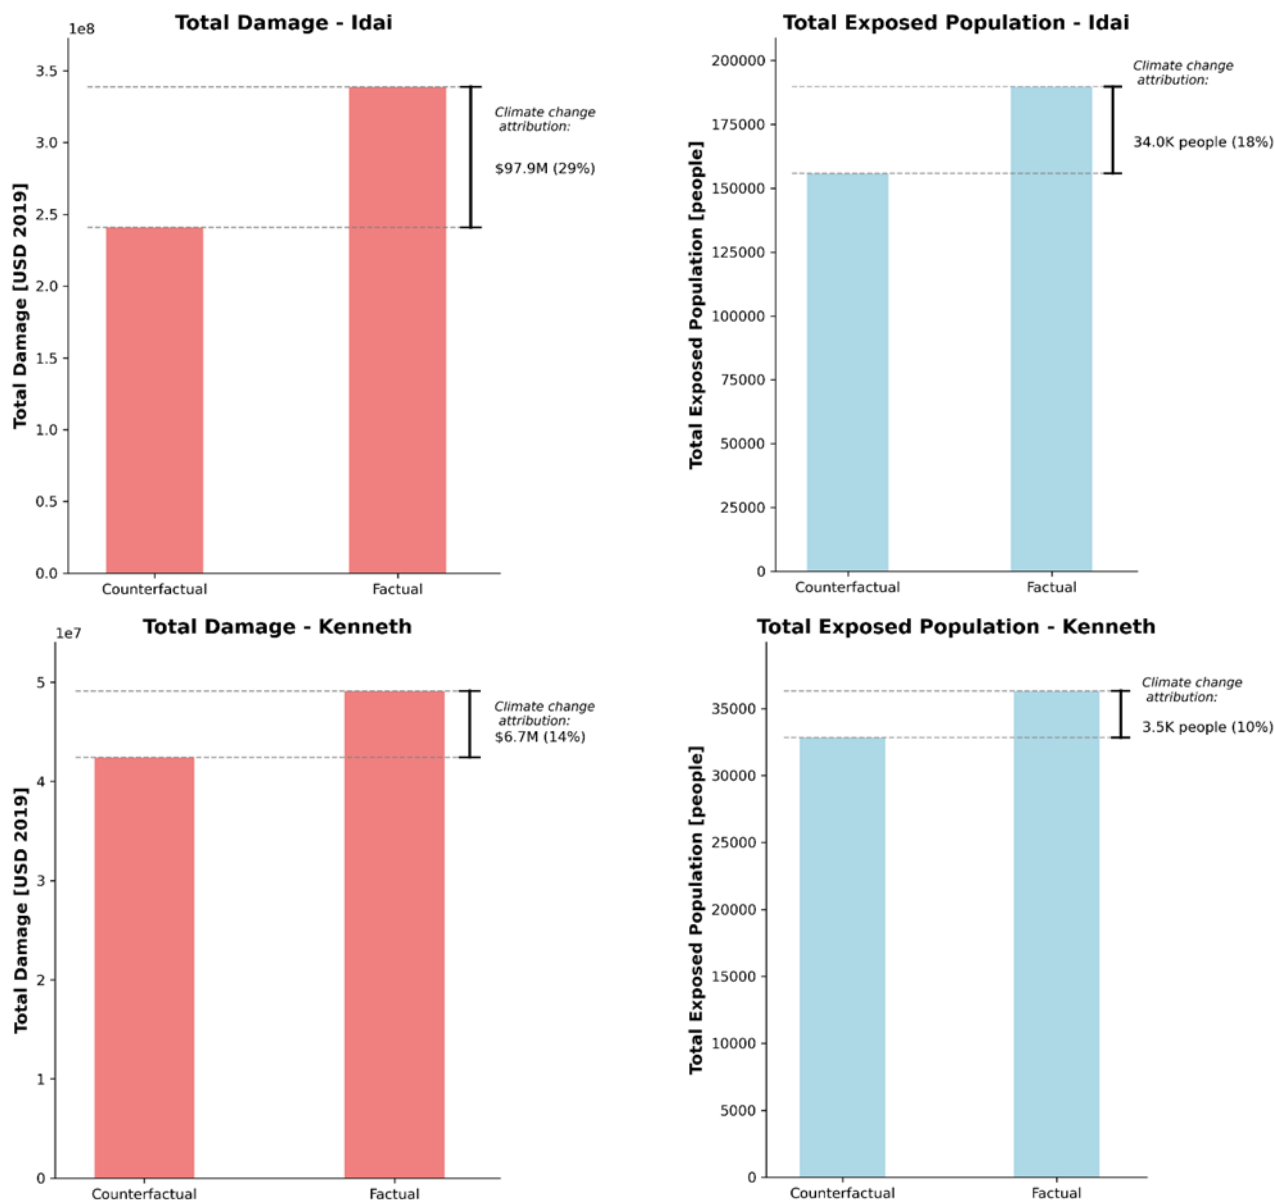 Total Damage - Idai
1e8
Total Damage [USD 2019]
3.5
3.0
2.5
2.0
1.5
1.0
0.5
0.0
Climate change
attribution:
$97.9M (29%)
Counterfactual
Factual
Total Exposed Population - Idai
Total Exposed Population [people]
200000
175000
150000
125000
100000
75000
50000
25000
0
Climate change
attribution:
34.0K people (18%)
Counterfactual
Factual
Total Damage - Kenneth
1e7
Total Damage [USD 2019]
5
4
3
2
1
0
Climate change
attribution:
$6.7M (14%)
Counterfactual
Factual
Total Exposed Population - Kenneth
Total Exposed Population [people]
35000
30000
25000
20000
15000
10000
5000
0
Climate change
attribution:
3.5K people (10%)
Counterfactual
Factual